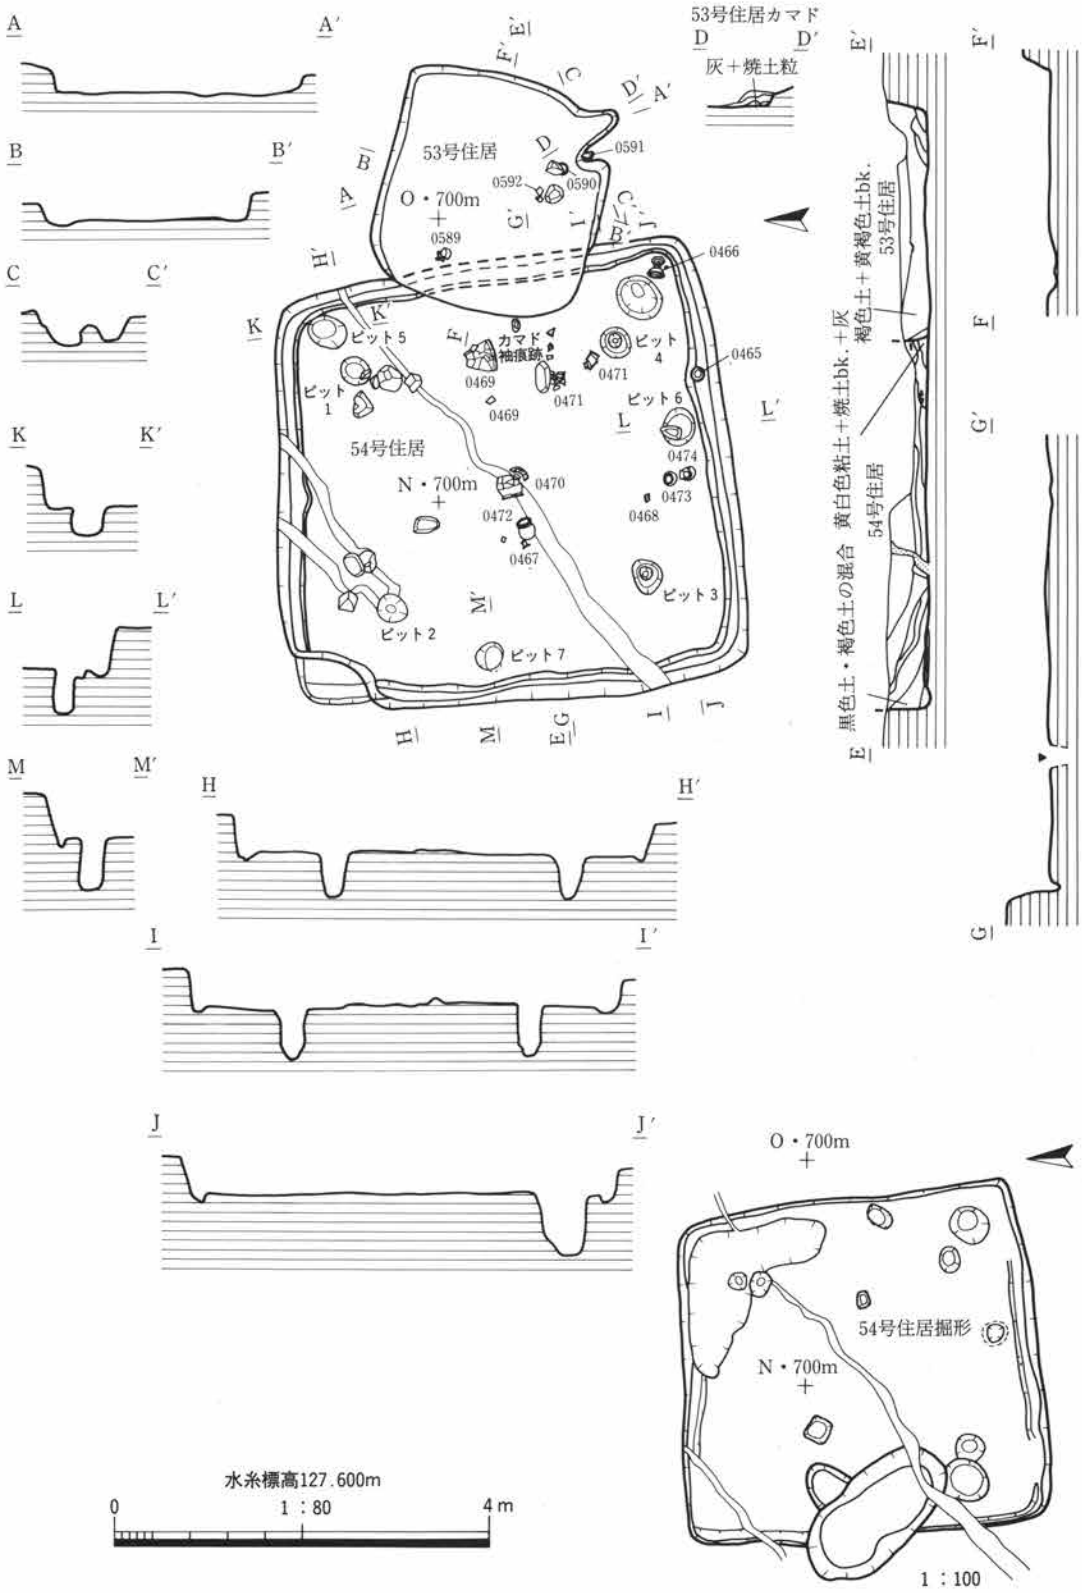 53号住居カマド
A
A′
E′
F′
C
D
D′
灰＋焼土粒
E′
F′
D′
A′
B
B′
B
A
53号住居
D
0591
0592
0590
O・700m
G′
I′
C′
J′
B′
0589
H′
C
C′
0466
K
K′
F
ピット5
カマド
袖痕跡
ピット
4
0469
0471
0465
ピット
1
0469
0471
ピット6
L
L′
54号住居
0474
N・700m
0470
0473
0472
0468
0467
K
K′
M′
ピット3
ピット2
ピット7
L
L′
H
M
E
G
I
J
褐色土＋黄褐色土bk.
53号住居
黄白色粘土＋焼土bk.＋灰
54号住居
黒色土・褐色土の混合
E
F
G′
G
M
M′
H
H′
I
I′
J
J′
O・700m
54号住居掘形
N・700m
水糸標高127.600m
0
1：80
4m
1：100